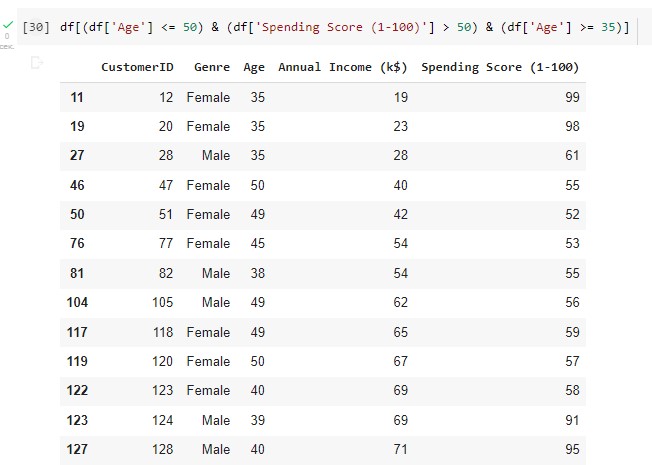 [30] df[(df['Age'] <= 50) & (df['Spending Score (1-100)'] > 50) & (df['Age'] >= 35)]
0
сек.
CustomerID Genre Age Annual Income (k$) Spending Score (1-100)
11 12 Female 35 19 99
19 20 Female 35 23 98
27 28 Male 35 28 61
46 47 Female 50 40 55
50 51 Female 49 42 52
76 77 Female 45 54 53
81 82 Male 38 54 55
104 105 Male 49 62 56
117 118 Female 49 65 59
119 120 Female 50 67 57
122 123 Female 40 69 58
123 124 Male 39 69 91
127 128 Male 40 71 95